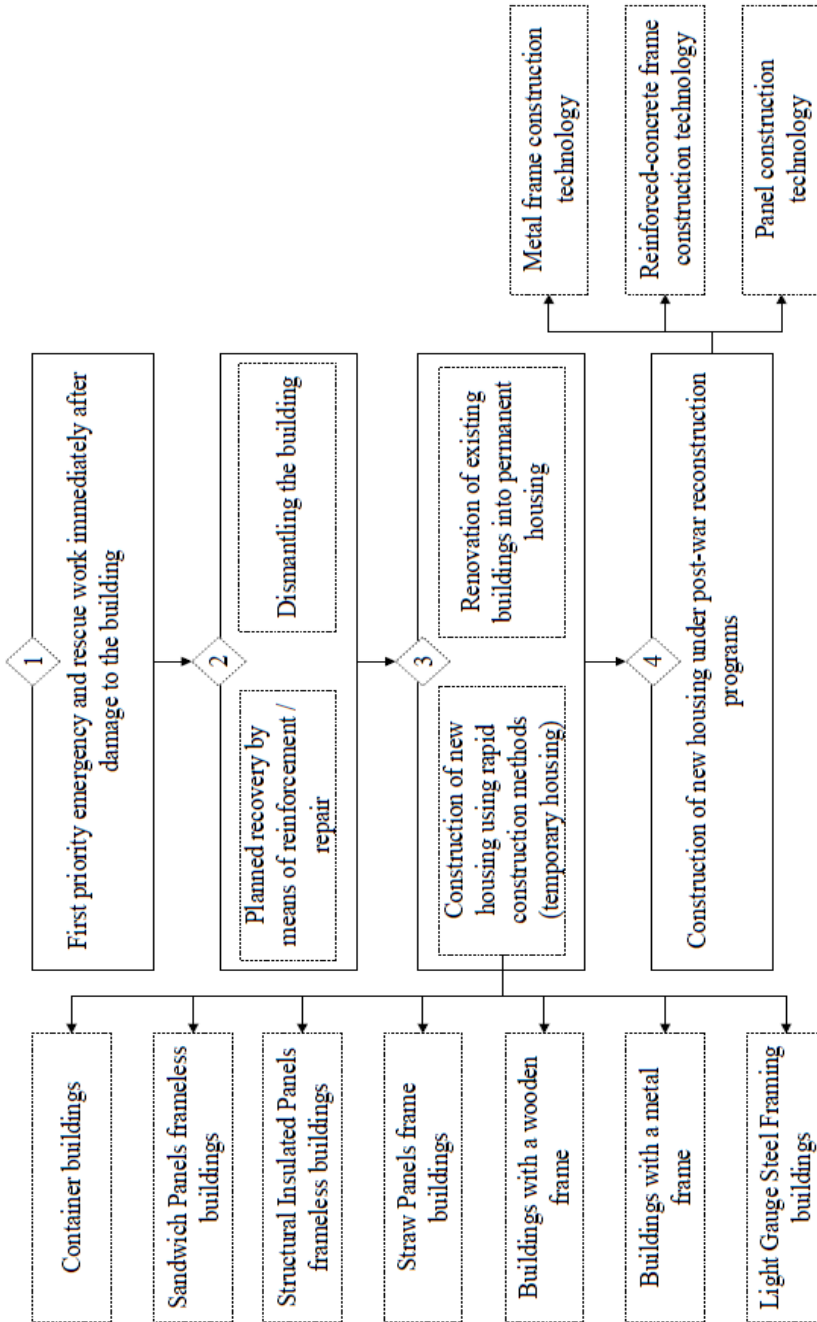 Container buildings
Sandwich Panels frameless
buildings
Structural Insulated Panels
frameless buildings
Straw Panels frame
buildings
Buildings with a wooden
frame
Buildings with a metal
frame
Light Gauge Steel Framing
buildings
1
First priority emergency and rescue work immediately after
damage to the building
2
Planned recovery by
means of reinforcement /
repair
Dismantling the building
3
Construction of new
housing using rapid
construction methods
(temporary housing)
Renovation of existing
buildings into permanent
housing
4
Construction of new housing under post-war reconstruction
programs
Metal frame construction
technology
Reinforced-concrete frame
construction technology
Panel construction
technology